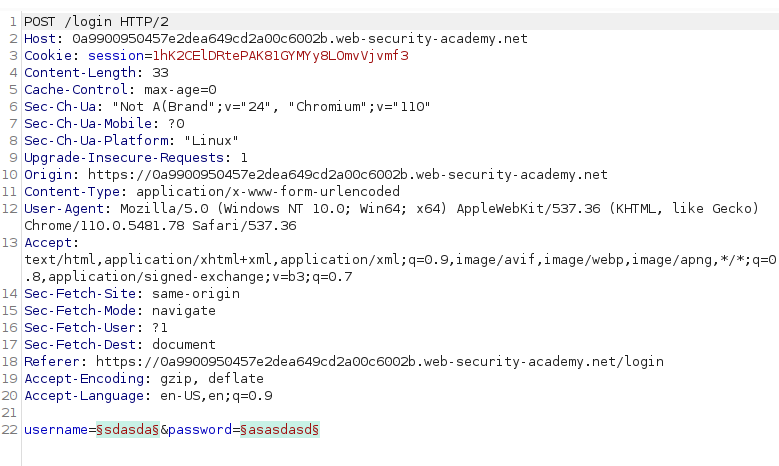 1 POST /login HTTP/2
2 Host: 0a9900950457e2dea649cd2a00c6002b.web-security-academy.net
3 Cookie: session=1hK2CElDRtePAK81GYMYy8LOmvVjvmf3
4 Content-Length: 33
5 Cache-Control: max-age=0
6 Sec-Ch-Ua: "Not A(Brand";v="24", "Chromium";v="110"
7 Sec-Ch-Ua-Mobile: ?0
8 Sec-Ch-Ua-Platform: "Linux"
9 Upgrade-Insecure-Requests: 1
10 Origin: https://0a9900950457e2dea649cd2a00c6002b.web-security-academy.net
11 Content-Type: application/x-www-form-urlencoded
12 User-Agent: Mozilla/5.0 (Windows NT 10.0; Win64; x64) AppleWebKit/537.36 (KHTML, like Gecko)
Chrome/110.0.5481.78 Safari/537.36
13 Accept:
text/html,application/xhtml+xml,application/xml;q=0.9,image/avif,image/webp,image/apng,*/*;q=0
.8,application/signed-exchange;v=b3;q=0.7
14 Sec-Fetch-Site: same-origin
15 Sec-Fetch-Mode: navigate
16 Sec-Fetch-User: ?1
17 Sec-Fetch-Dest: document
18 Referer: https://0a9900950457e2dea649cd2a00c6002b.web-security-academy.net/login
19 Accept-Encoding: gzip, deflate
20 Accept-Language: en-US,en;q=0.9
21
22 username=§sdasda§&password=§asasdasd§